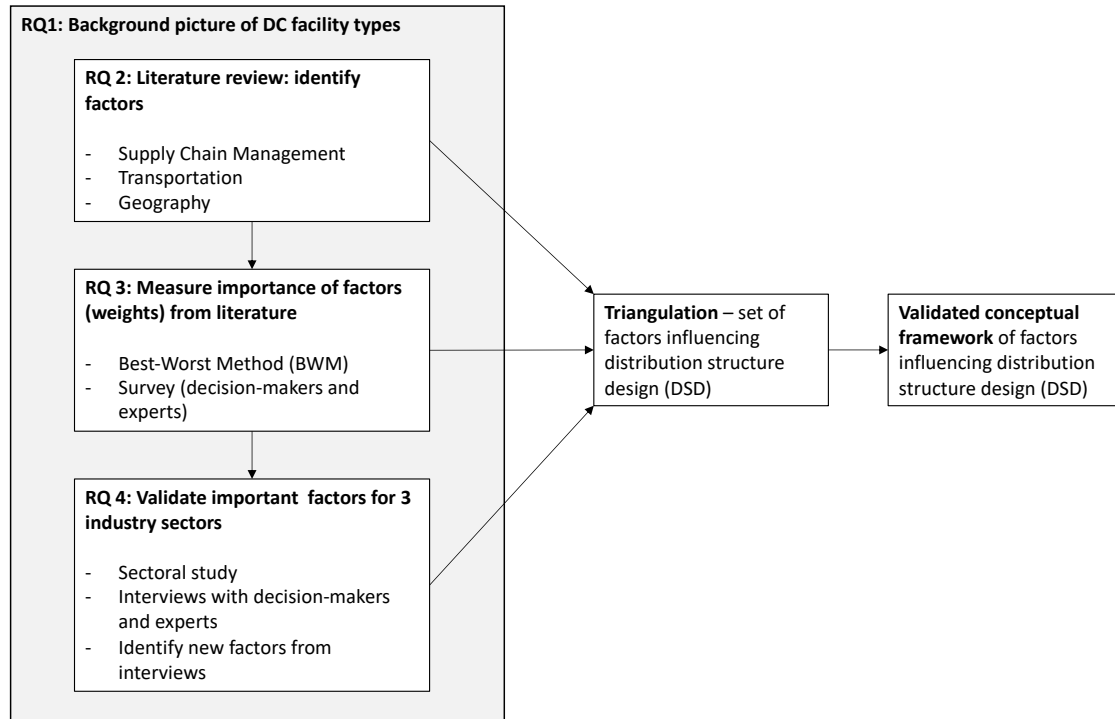 RQ1: Background picture of DC facility types
RQ 2: Literature review: identify
factors
- Supply Chain Management
- Transportation
- Geography
RQ 3: Measure importance of factors
(weights) from literature
- Best-Worst Method (BWM)
- Survey (decision-makers and
experts)
RQ 4: Validate important factors for 3
industry sectors
- Sectoral study
- Interviews with decision-makers
and experts
- Identify new factors from
interviews
Triangulation – set of
factors influencing
distribution structure
design (DSD)
Validated conceptual
framework of factors
influencing distribution
structure design (DSD)